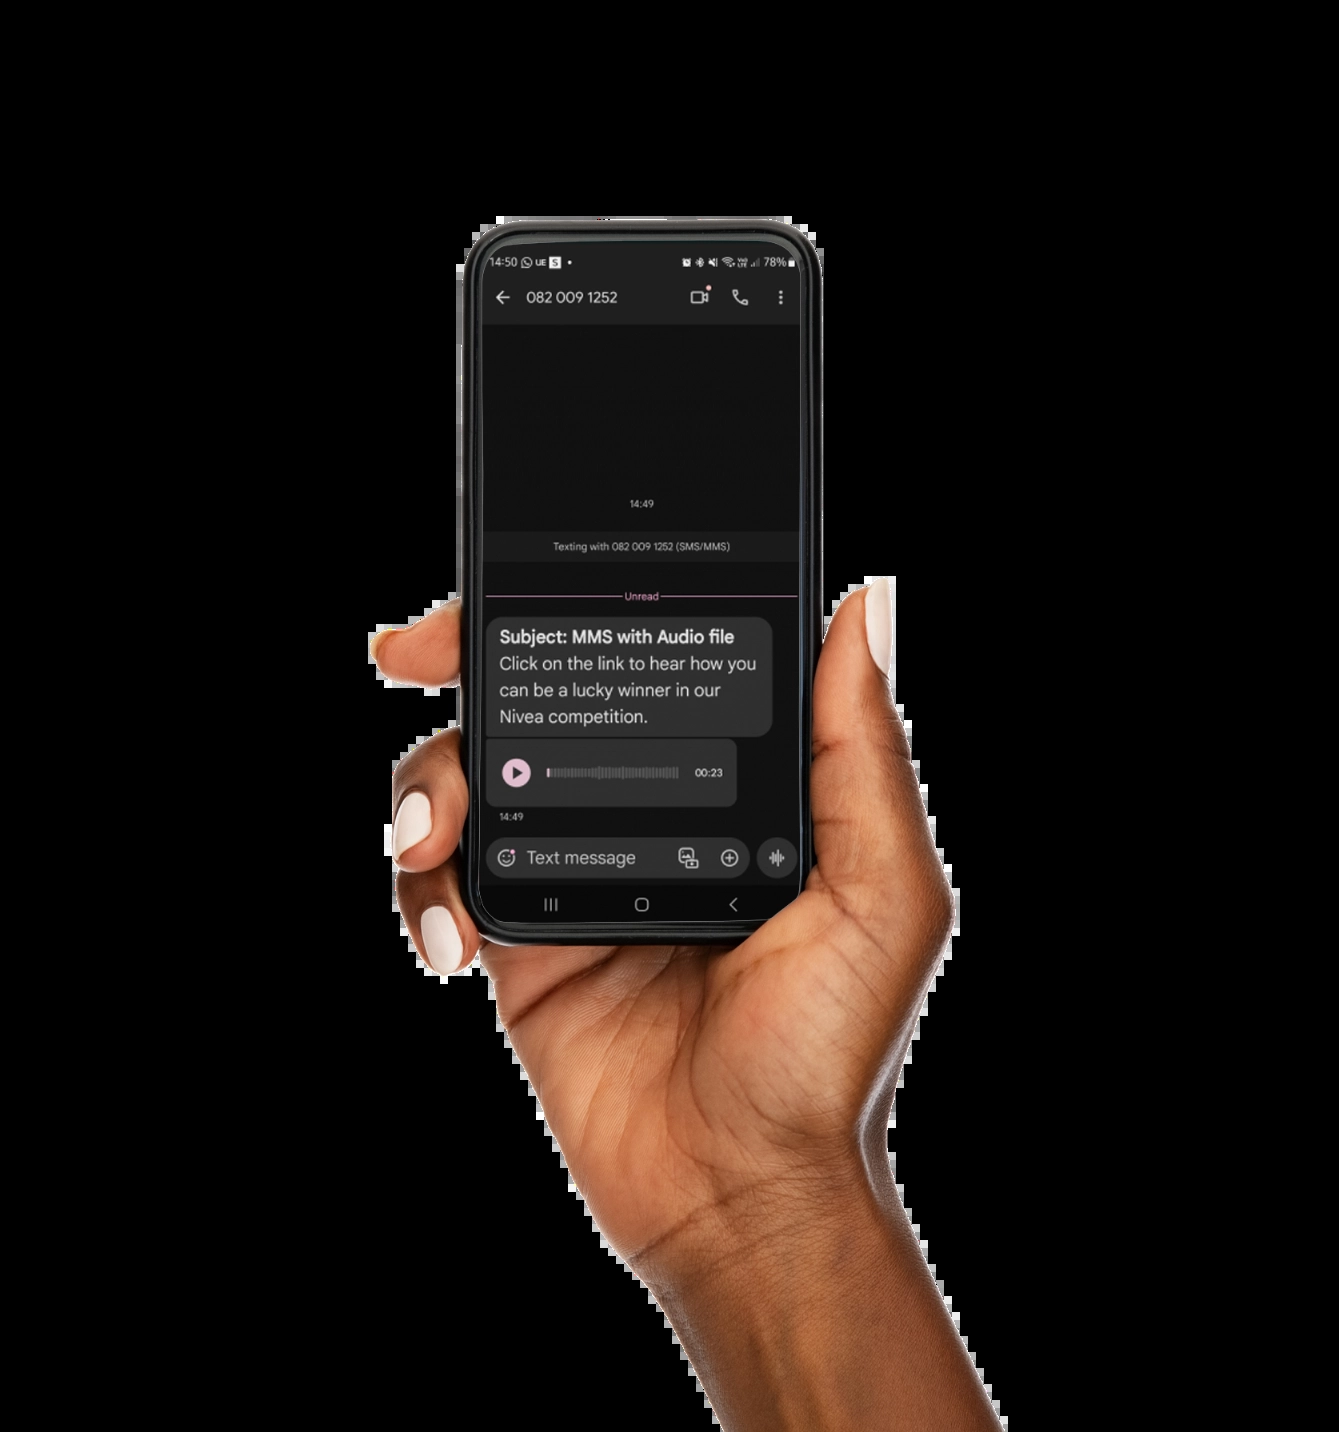 14:50 UE S 78%
082 009 1252
14:49
Texting with 082 009 1252 (SMS/MMS)
Unread
Subject: MMS with Audio file
Click on the link to hear how you
can be a lucky winner in our
Nivea competition.
00:23
14:49
Text message